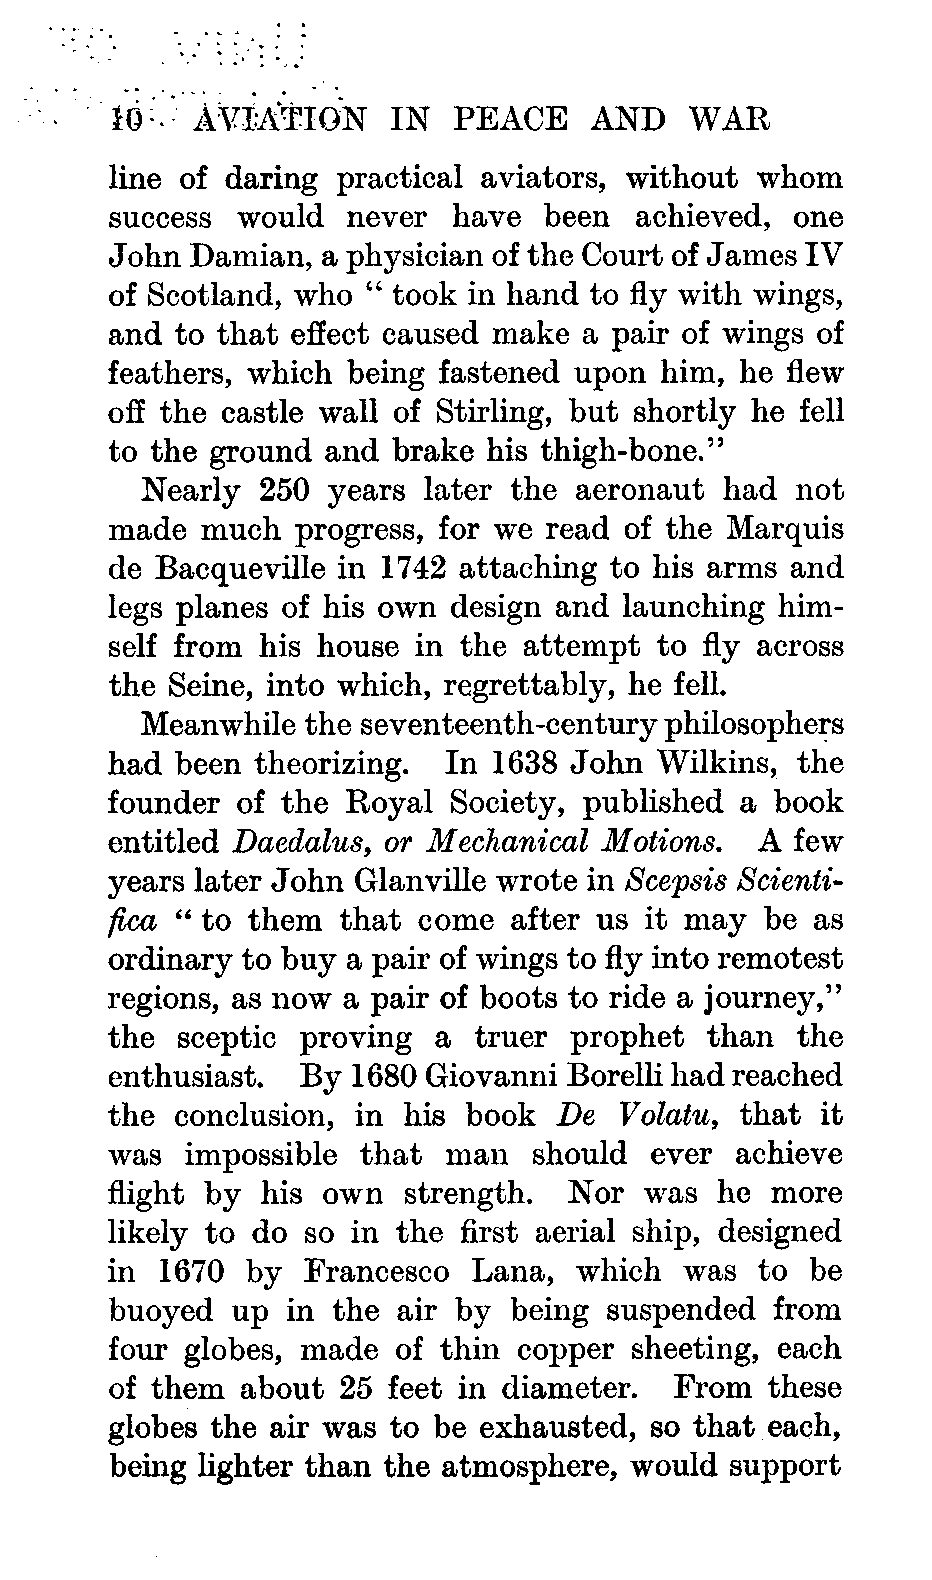 10 AVIATION IN PEACE AND WAR
line of daring practical aviators, without whom
success would never have been achieved, one
John Damian, a physician of the Court of James IV
of Scotland, who “ took in hand to fly with wings,
and to that effect caused make a pair of wings of
feathers, which being fastened upon him, he flew
off the castle wall of Stirling, but shortly he fell
to the ground and brake his thigh-bone.”
Nearly 250 years later the aeronaut had not
made much progress, for we read of the Marquis
de Bacqueville in 1742 attaching to his arms and
legs planes of his own design and launching him-
self from his house in the attempt to fly across
the Seine, into which, regrettably, he fell.
Meanwhile the seventeenth-century philosophers
had been theorizing. In 1638 John Wilkins, the
founder of the Royal Society, published a book
entitled Daedalus, or Mechanical Motions. A few
years later John Glanville wrote in Scepsis Scienti-
fica “ to them that come after us it may be as
ordinary to buy a pair of wings to fly into remotest
regions, as now a pair of boots to ride a journey,”
the sceptic proving a truer prophet than the
enthusiast. By 1680 Giovanni Borelli had reached
the conclusion, in his book De Volatu, that it
was impossible that man should ever achieve
flight by his own strength. Nor was he more
likely to do so in the first aerial ship, designed
in 1670 by Francesco Lana, which was to be
buoyed up in the air by being suspended from
four globes, made of thin copper sheeting, each
of them about 25 feet in diameter. From these
globes the air was to be exhausted, so that each,
being lighter than the atmosphere, would support